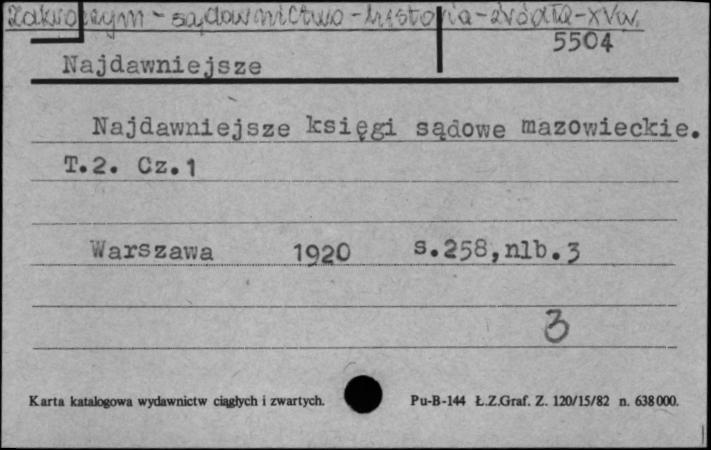 Zakroczym - sądownictwo - historia - źródła - XV w.
5504
Najdawniejsze
Najdawniejsze księgi sądowe mazowieckie.
T.2. Cz.1
Warszawa 1920 s.258,nlb.3
3
Karta katalogowa wydawnictw ciągłych i zwartych. Pu-B-144 Ł.Z.Graf. Z. 120/15/82 n. 638000.